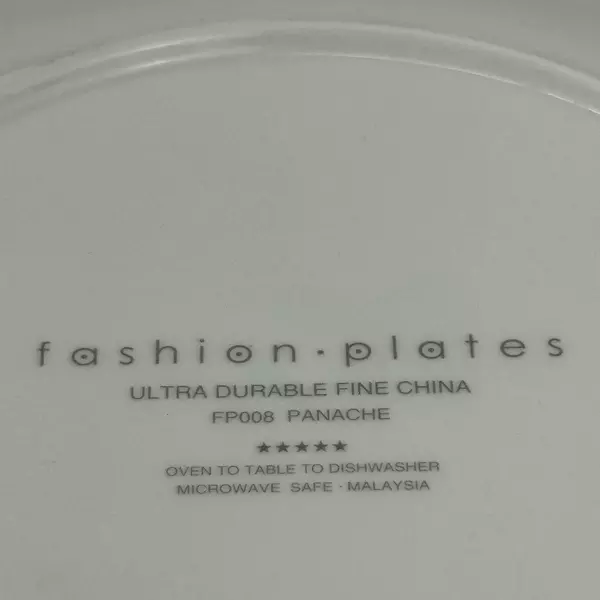 fashion·plates
ULTRA DURABLE FINE CHINA
FP008 PANACHE
★★★★★
OVEN TO TABLE TO DISHWASHER
MICROWAVE SAFE · MALAYSIA